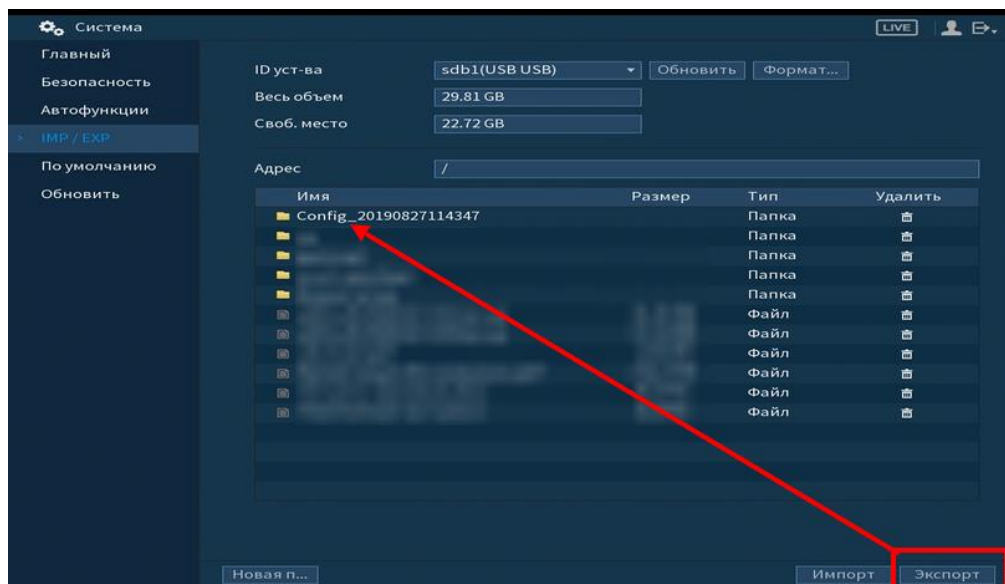 Система LIVE
Главный
Безопасность
Автофункции
IMP / EXP
По умолчанию
Обновить
ID уст-ва sdb1(USB USB) Обновить Формат...
Весь объем 29.81 GB
Своб. место 22.72 GB
Адрес /
Имя Размер Тип Удалить
Config_20190827114347 Папка
Папка
Папка
Папка
Папка
Файл
Файл
Файл
Файл
Файл
Файл
Новая п... Импорт Экспорт